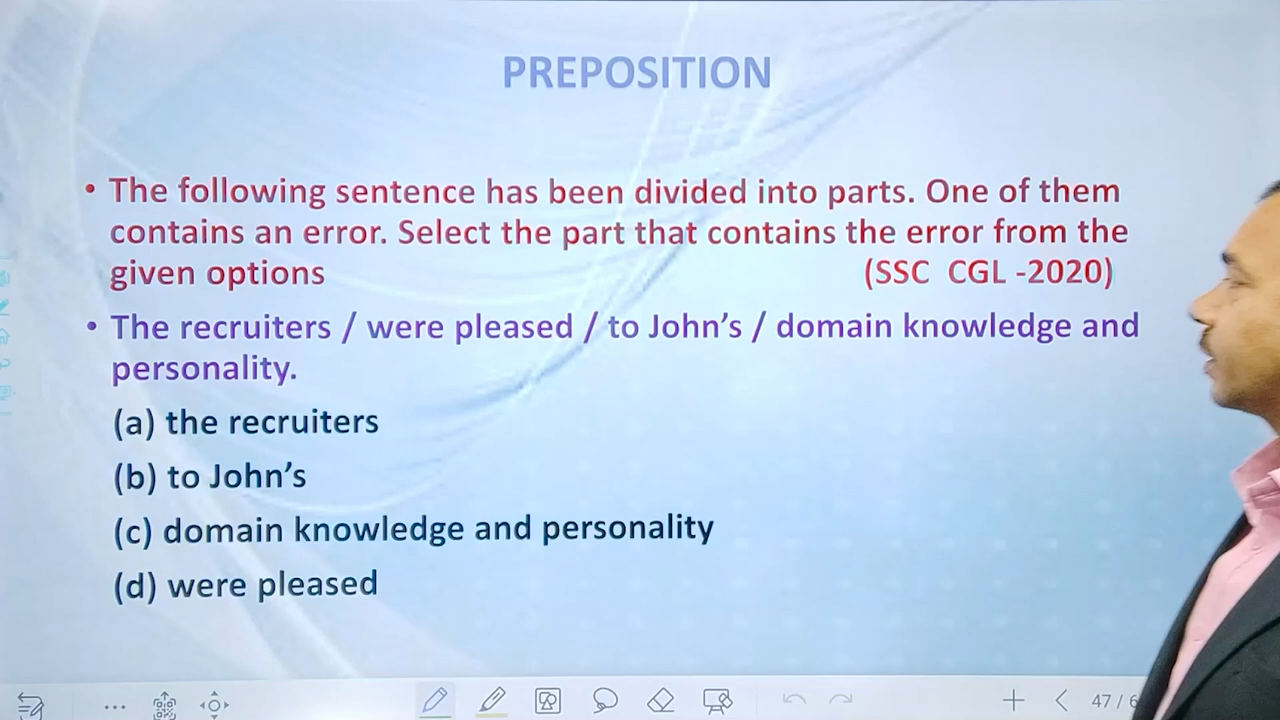 PREPOSITION
• The following sentence has been divided into parts. One of them
contains an error. Select the part that contains the error from the
given options (SSC CGL -2020)
• The recruiters / were pleased / to John’s / domain knowledge and
personality.
(a) the recruiters
(b) to John’s
(c) domain knowledge and personality
(d) were pleased
47 / 6